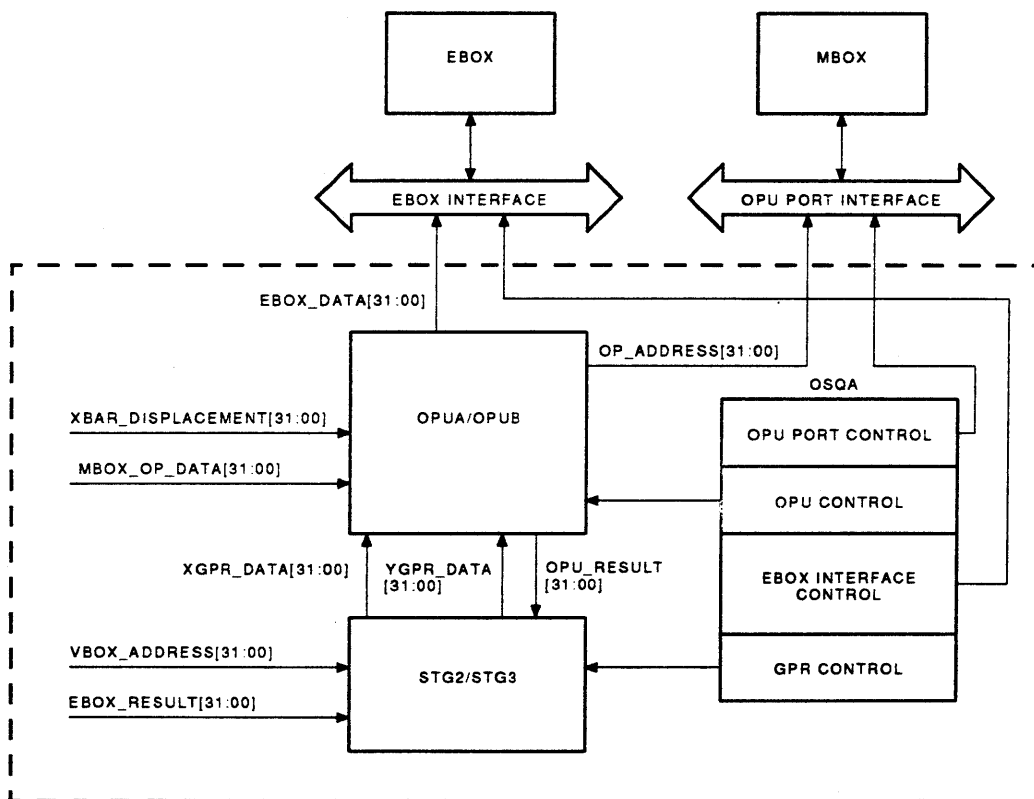 EBOX
MBOX
EBOX INTERFACE
OPU PORT INTERFACE
EBOX_DATA[31:00]
OP_ADDRESS[31:00]
OSQA
XBAR_DISPLACEMENT[31:00]
OPUA/OPUB
OPU PORT CONTROL
MBOX_OP_DATA[31:00]
OPU CONTROL
XGPR_DATA[31:00]
YGPR_DATA
[31:00]
OPU_RESULT
[31:00]
EBOX INTERFACE
CONTROL
VBOX_ADDRESS[31:00]
STG2/STG3
GPR CONTROL
EBOX_RESULT[31:00]